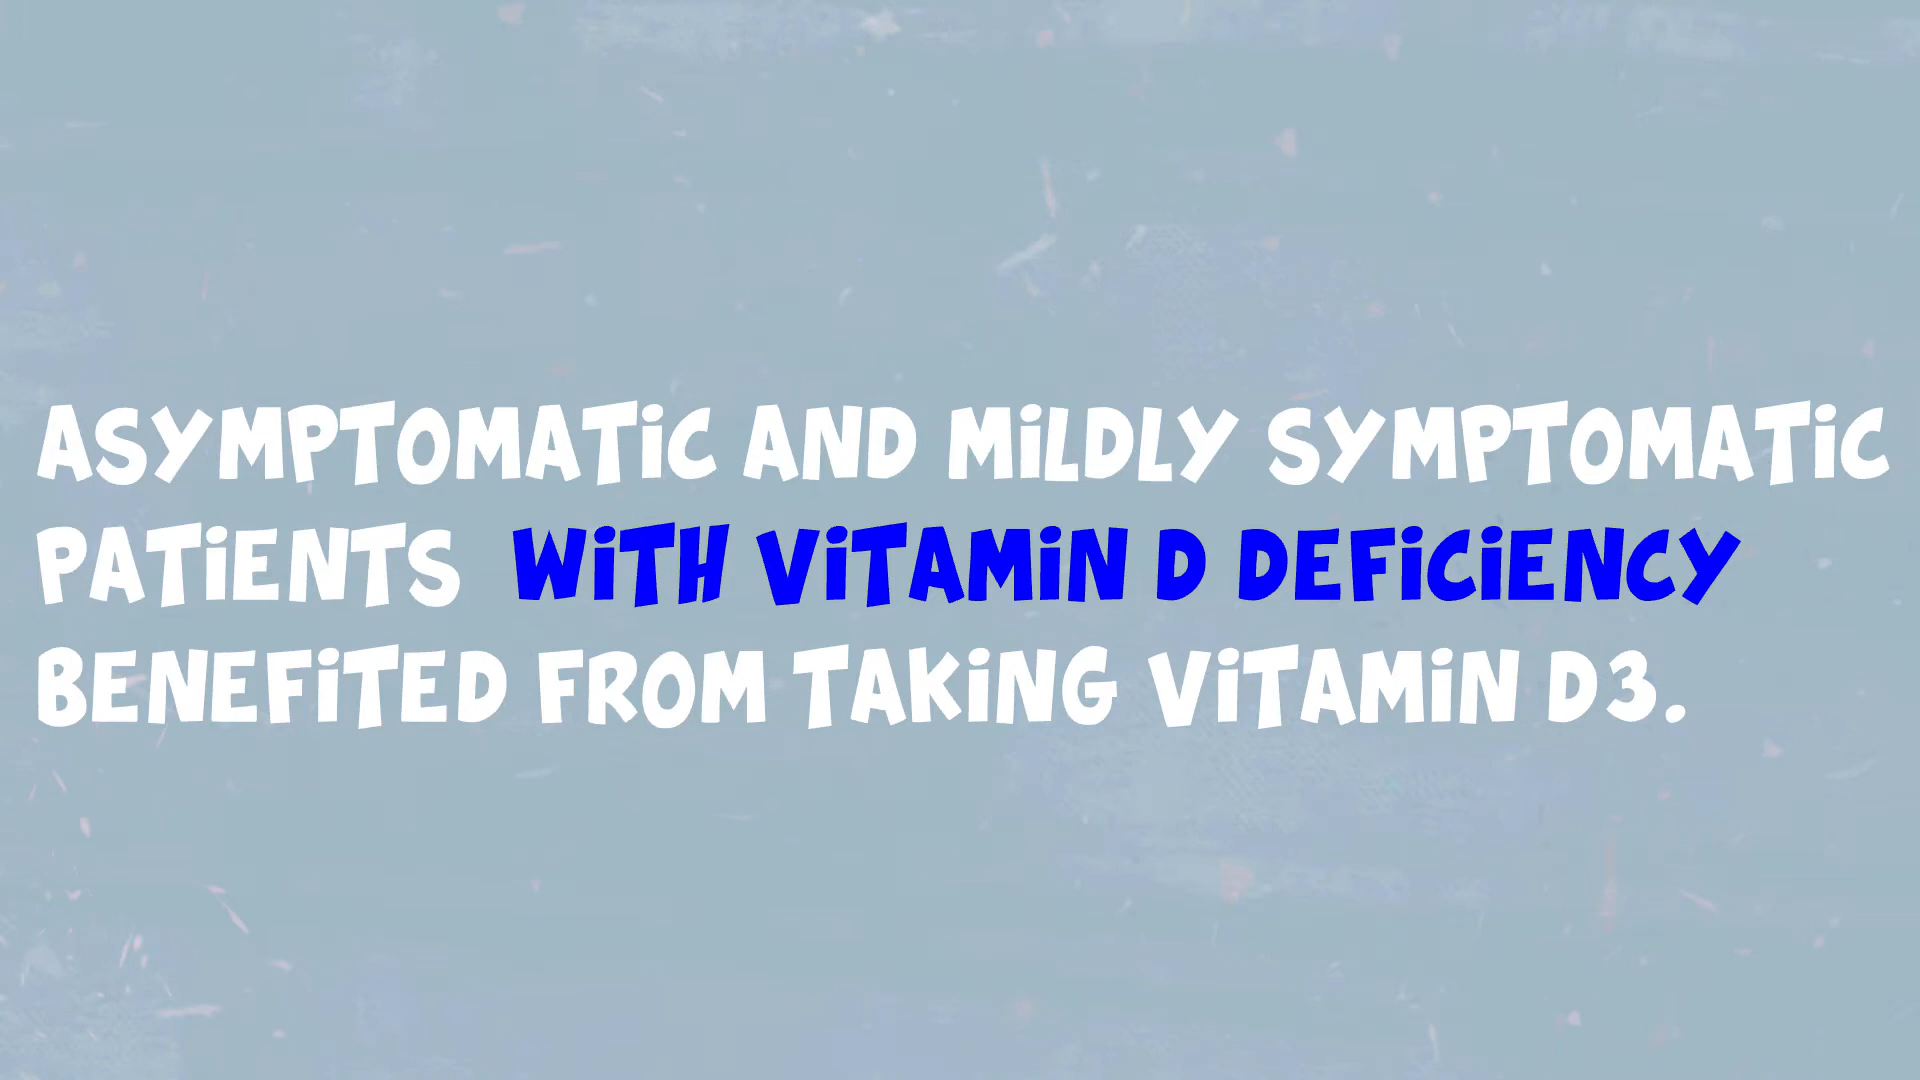 ASYMPTOMATiC AND MiLDLY SYMPTOMATiC
PATiENTS WiTH ViTAMiN D DEFiCiENCY
BENEFiTED FROM TAKiNG ViTAMiN D3.